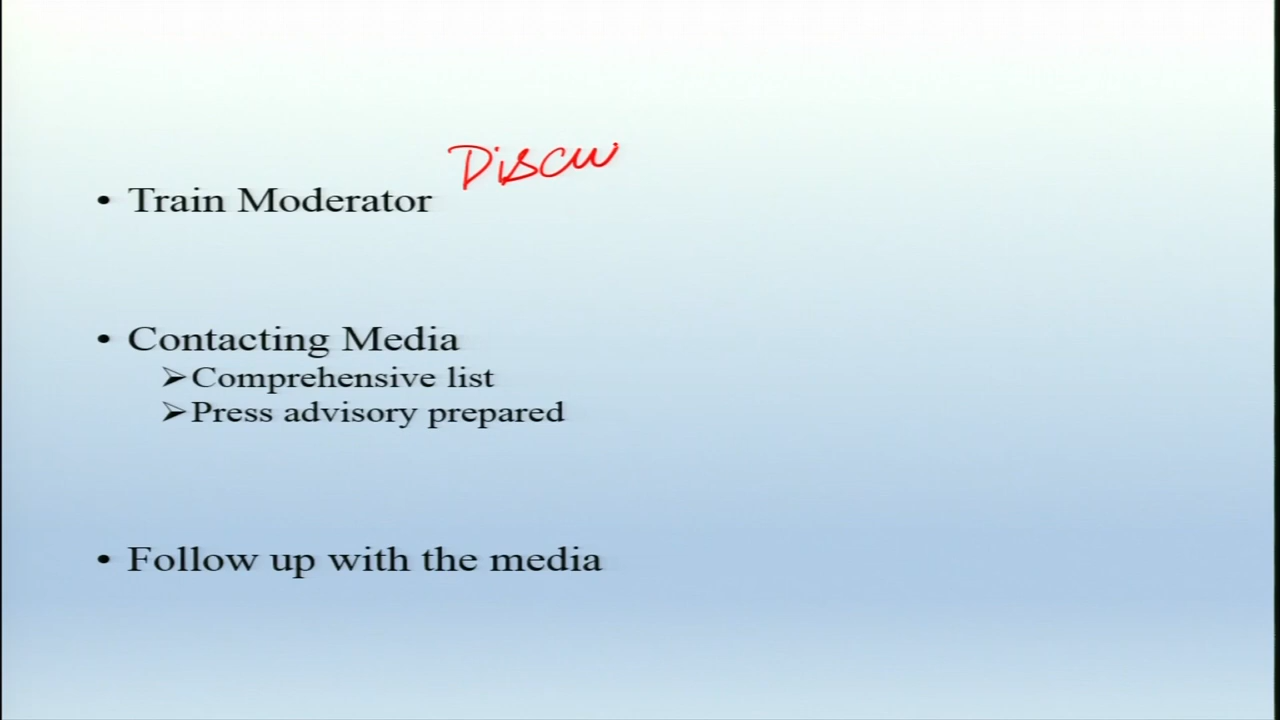 Discu
• Train Moderator
• Contacting Media
➢Comprehensive list
➢Press advisory prepared
• Follow up with the media